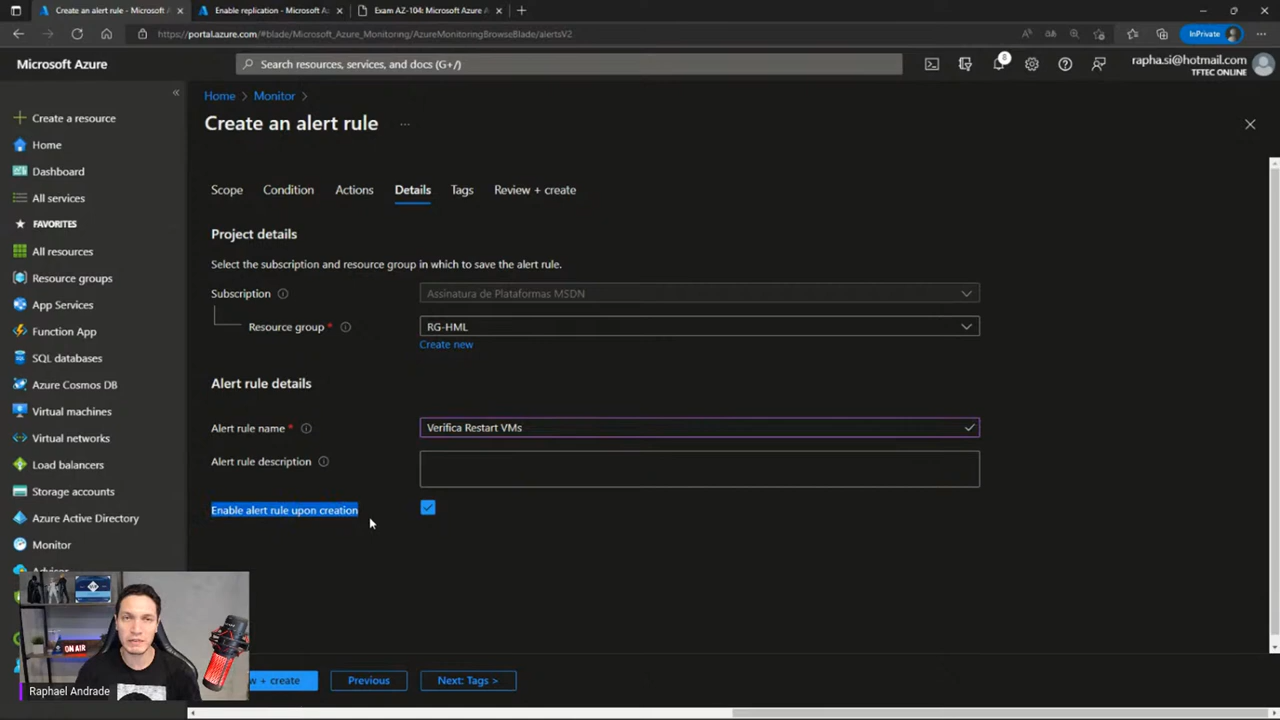 Create an alert rule - Microsoft A
Enable replication - Microsoft Az
Exam AZ-104: Microsoft Azure A
https://portal.azure.com/#blade/Microsoft_Azure_Monitoring/AzureMonitoringBrowseBlade/alertsV2
InPrivate
Microsoft Azure
Search resources, services, and docs (G+/)
8
rapha.si@hotmail.com
TFTEC ONLINE
Home > Monitor >
Create an alert rule ...
Create a resource
Home
Dashboard
All services
FAVORITES
All resources
Resource groups
App Services
Function App
SQL databases
Azure Cosmos DB
Virtual machines
Virtual networks
Load balancers
Storage accounts
Azure Active Directory
Monitor
Advisor
Scope Condition Actions Details Tags Review + create
Project details
Select the subscription and resource group in which to save the alert rule.
Subscription
Assinatura de Plataformas MSDN
Resource group *
RG-HML
Create new
Alert rule details
Alert rule name *
Verifica Restart VMs
Alert rule description
Enable alert rule upon creation
w + create
Previous
Next: Tags >
ON AIR
Raphael Andrade